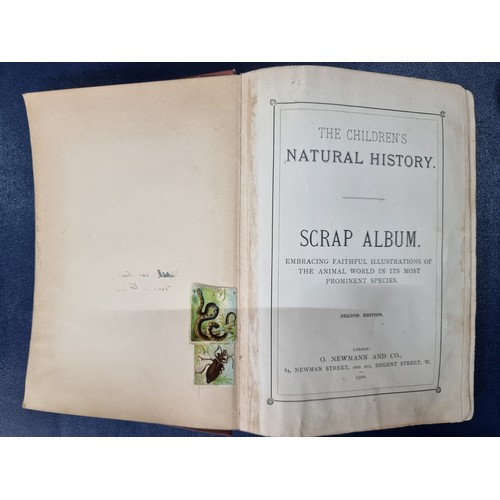 THE CHILDREN'S
NATURAL HISTORY.
SCRAP ALBUM.
EMBRACING FAITHFUL ILLUSTRATIONS OF
THE ANIMAL WORLD IN ITS MOST
PROMINENT SPECIES.
SECOND EDITION.
LONDON:
O. NEWMANN AND CO.,
84, NEWMAN STREET, AND REGENT STREET, W.